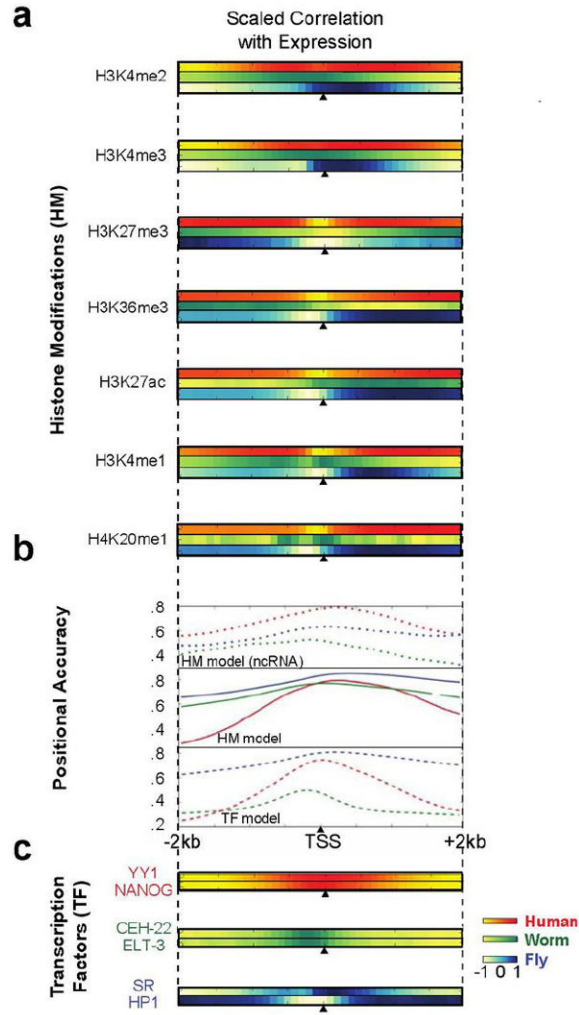 a
Scaled Correlation
with Expression
Histone Modifications (HM)
H3K4me2
H3K4me3
H3K27me3
H3K36me3
H3K27ac
H3K4me1
H4K20me1
b
Positional Accuracy
.8
.6
.4
HM model (ncRNA)
.8
.6
.4
HM model
.8
.6
.4
.2
TF model
-2kb TSS +2kb
c
Transcription
Factors (TF)
YY1
NANOG
CEH-22
ELT-3
SR
HP1
Human
Worm
Fly
-1 0 1